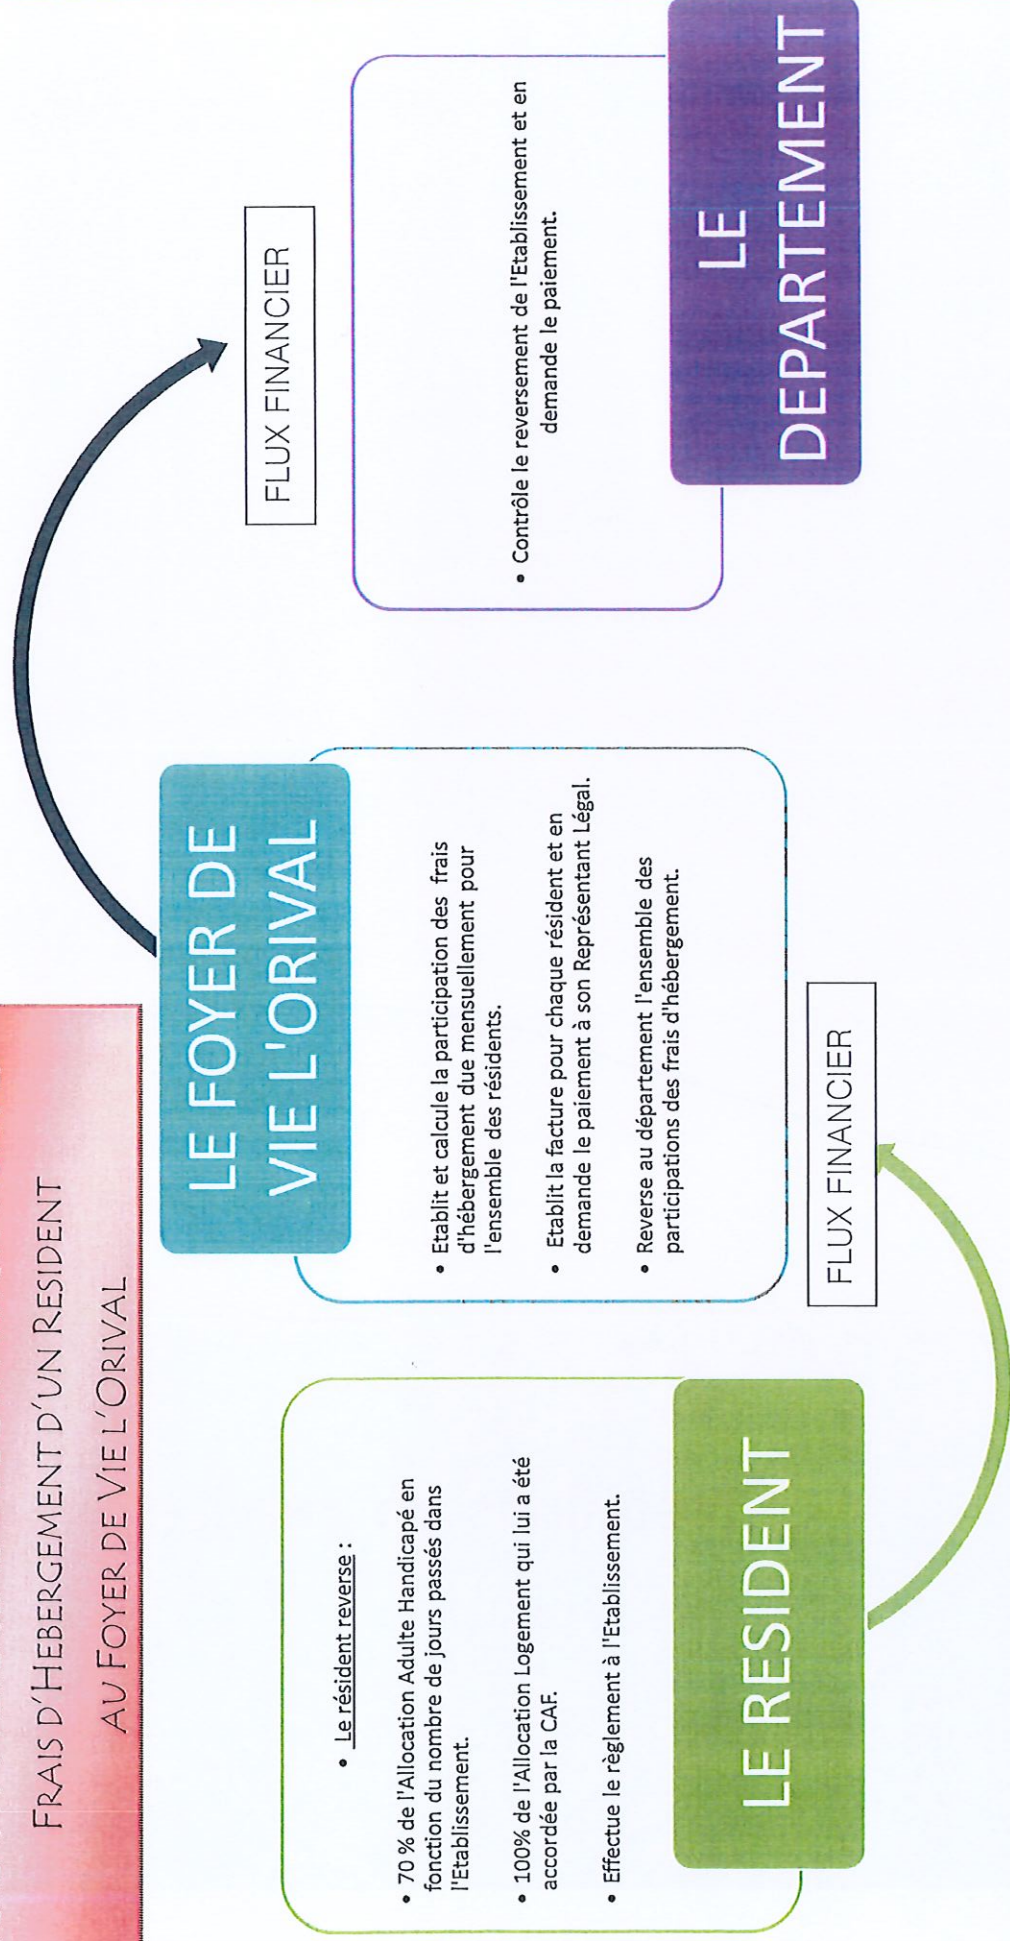 FRAIS D'HEBERGEMENT D'UN RESIDENT
AU FOYER DE VIE L'ORIVAL
• Le résident reverse :
• 70 % de l'Allocation Adulte Handicapé en
fonction du nombre de jours passés dans
l'Etablissement.
• 100% de l'Allocation Logement qui lui a été
accordée par la CAF.
• Effectue le règlement à l'Etablissement.
LE RESIDENT
FLUX FINANCIER
LE FOYER DE
VIE L'ORIVAL
• Etablit et calcule la participation des frais
d'hébergement due mensuellement pour
l'ensemble des résidents.
• Etablit la facture pour chaque résident et en
demande le paiement à son Représentant Légal.
• Reverse au département l'ensemble des
participations des frais d'hébergement.
FLUX FINANCIER
• Contrôle le reversement de l'Etablissement et en
demande le paiement.
LE
DEPARTEMENT